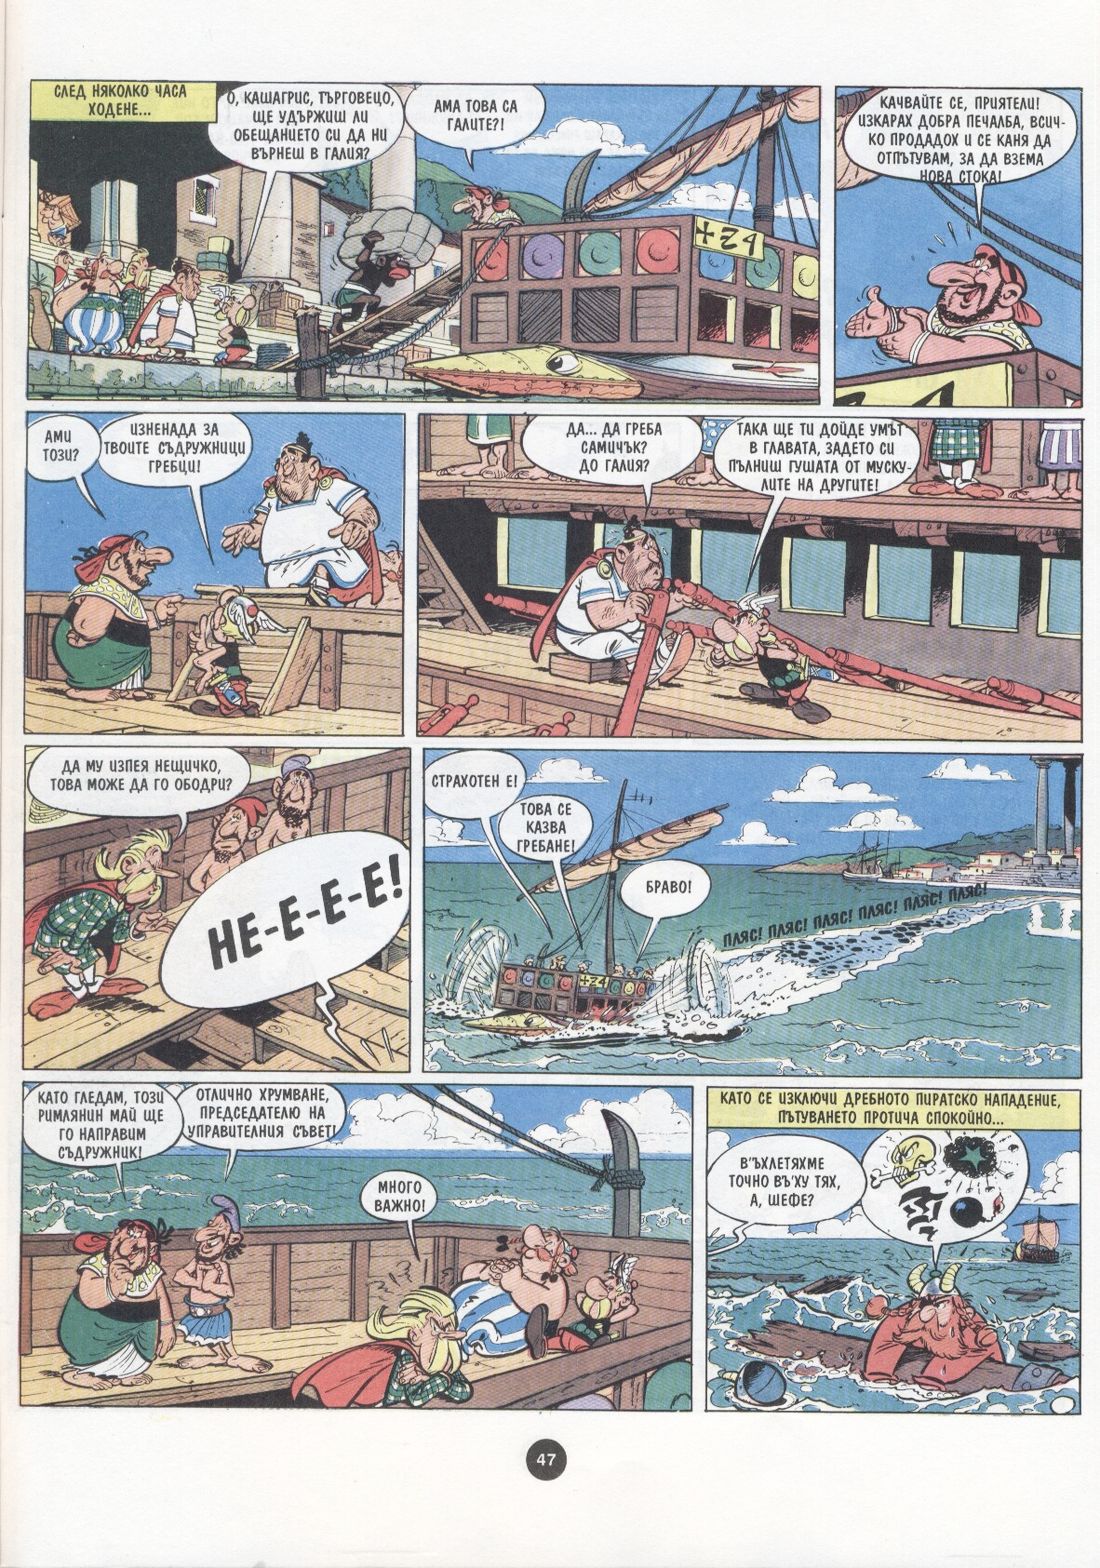 СЛЕД НЯКОЛКО ЧАСА
ХОДЕНЕ...
О, КАШАГРИС, ТЪРГОВЕЦО,
ЩЕ УДЪРЖИШ ЛИ
ОБЕЩАНИЕТО СИ ДА НИ
ВЪРНЕШ В ГАЛИЯ?
АМА ТОВА СА
ГАЛИТЕ?!
КАЧВАЙТЕ СЕ, ПРИЯТЕЛИ!
ИЗКАРАХ ДОБРА ПЕЧАЛБА, ВСИЧ-
КО ПРОДАДОХ И СЕ КАНЯ ДА
ОТПЪТУВАМ, ЗА ДА ВЗЕМА
НОВА СТОКА!
АМИ
ТОЗИ?
ИЗНЕНАДА ЗА
ТВОИТЕ СЪДРУЖНИЦИ
ГРЕБЦИ!
ДА... ДА ГРЕБА
САМИЧЪК?
ДО ГАЛИЯ?
ТАКА ЩЕ ТИ ДОЙДЕ УМЪТ
В ГЛАВАТА, ЗАДЕТО СИ
ПЪЛНИШ ГУШАТА ОТ МУСКУ-
ЛИТЕ НА ДРУГИТЕ!
ДА МУ ИЗПЕЯ НЕЩИЧКО,
ТОВА МОЖЕ ДА ГО ОБОДРИ?
НЕ-Е-Е-Е!
СТРАХОТЕН Е!
ТОВА СЕ
КАЗВА
ГРЕБАНЕ!
БРАВО!
ПЛЯС! ПЛЯС! ПЛЯС! ПЛЯС! ПЛЯС! ПЛЯС!
КАТО ГЛЕДАМ, ТОЗИ
РИМЛЯНИН МАЙ ЩЕ
ГО НАПРАВИМ
СЪДРУЖНИК!
ОТЛИЧНО ХРУМВАНЕ,
ПРЕДСЕДАТЕЛЮ НА
УПРАВИТЕЛНИЯ СЪВЕТ!
МНОГО
ВАЖНО!
КАТО СЕ ИЗКЛЮЧИ ДРЕБНОТО ПИРАТСКО НАПАДЕНИЕ,
ПЪТУВАНЕТО ПРОТИЧА СПОКОЙНО...
В'ЪХЛЕТЯХМЕ
ТОЧНО В'Ъ'ХУ ТЯХ,
А, ШЕФЕ?
47